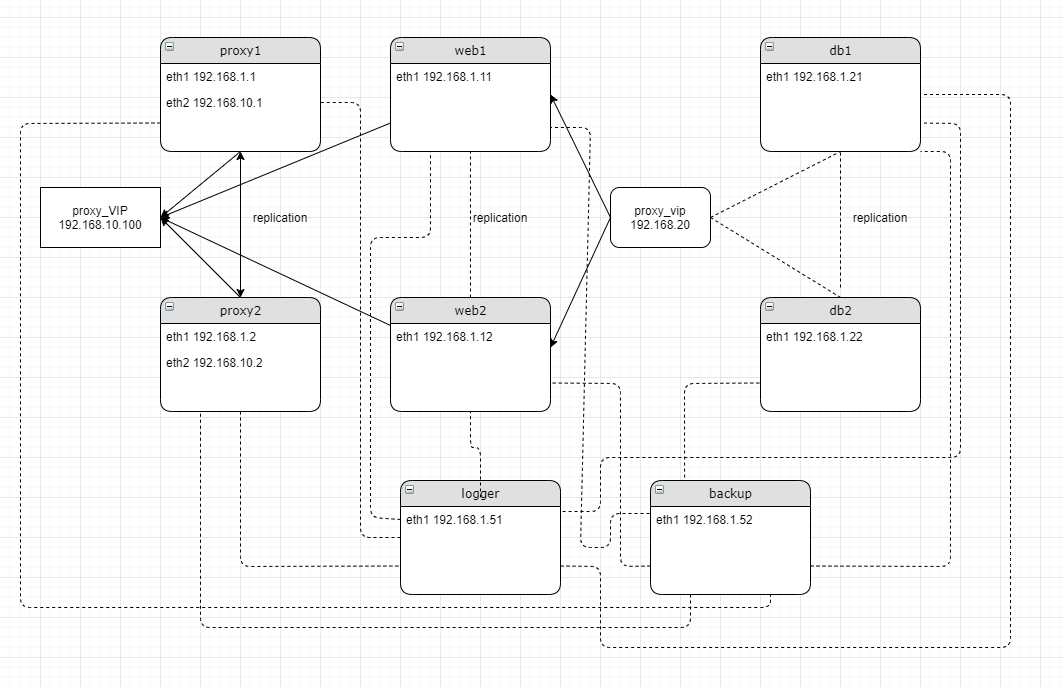 proxy1
eth1 192.168.1.1
eth2 192.168.10.1
web1
eth1 192.168.1.11
db1
eth1 192.168.1.21
proxy_VIP
192.168.10.100
replication
replication
proxy_vip
192.168.20
replication
proxy2
eth1 192.168.1.2
eth2 192.168.10.2
web2
eth1 192.168.1.12
db2
eth1 192.168.1.22
logger
eth1 192.168.1.51
backup
eth1 192.168.1.52